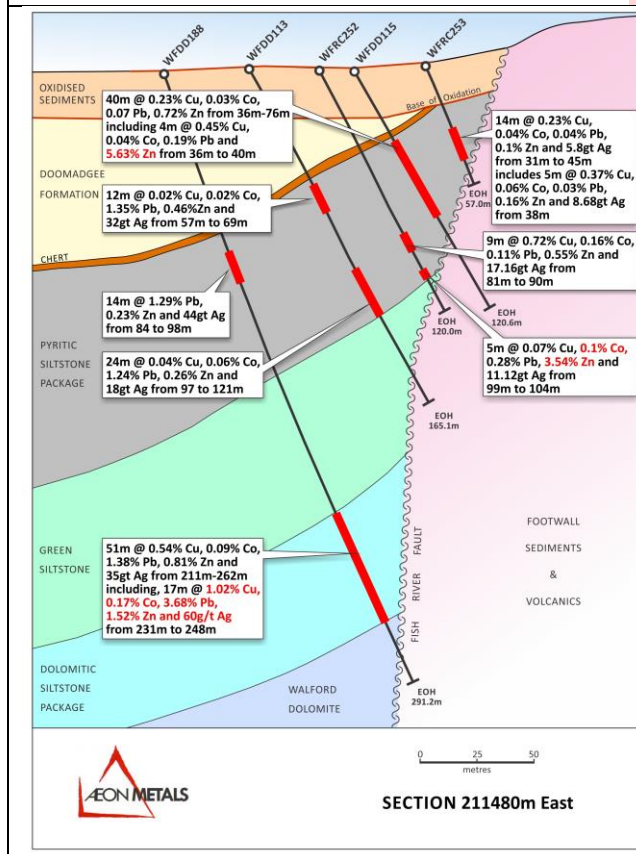 WFDD188
WFDD113
WFRC252
WFDD115
WFRC253
OXIDISED
SEDIMENTS
Base of Oxidation
40m @ 0.23% Cu, 0.03% Co,
0.07 Pb, 0.72% Zn from 36m-76m
including 4m @ 0.45% Cu,
0.04% Co, 0.19% Pb and
5.63% Zn from 36m to 40m
14m @ 0.23% Cu,
0.04% Co, 0.04% Pb,
0.1% Zn and 5.8gt Ag
from 31m to 45m
includes 5m @ 0.37% Cu,
0.06% Co, 0.03% Pb,
0.16% Zn and 8.68gt Ag
from 38m
DOOMADGEE
FORMATION
EOH
57.0m
12m @ 0.02% Cu, 0.02% Co,
1.35% Pb, 0.46%Zn and
32gt Ag from 57m to 69m
9m @ 0.72% Cu, 0.16% Co,
0.11% Pb, 0.55% Zn and
17.16gt Ag from
81m to 90m
CHERT
14m @ 1.29% Pb,
0.23% Zn and 44gt Ag
from 84 to 98m
EOH
120.0m
EOH
120.6m
PYRITIC
SILTSTONE
PACKAGE
24m @ 0.04% Cu, 0.06% Co,
1.24% Pb, 0.26% Zn and
18gt Ag from 97 to 121m
5m @ 0.07% Cu, 0.1% Co,
0.28% Pb, 3.54% Zn and
11.12gt Ag from
99m to 104m
EOH
165.1m
GREEN
SILTSTONE
51m @ 0.54% Cu, 0.09% Co,
1.38% Pb, 0.81% Zn and
35gt Ag from 211m-262m
including, 17m @ 1.02% Cu,
0.17% Co, 3.68% Pb,
1.52% Zn and 60g/t Ag
from 231m to 248m
FISH RIVER FAULT
FOOTWALL
SEDIMENTS
&
VOLCANICS
DOLOMITIC
SILTSTONE
PACKAGE
WALFORD
DOLOMITE
EOH
291.2m
0 25 50
metres
ÆON METALS
SECTION 211480m East